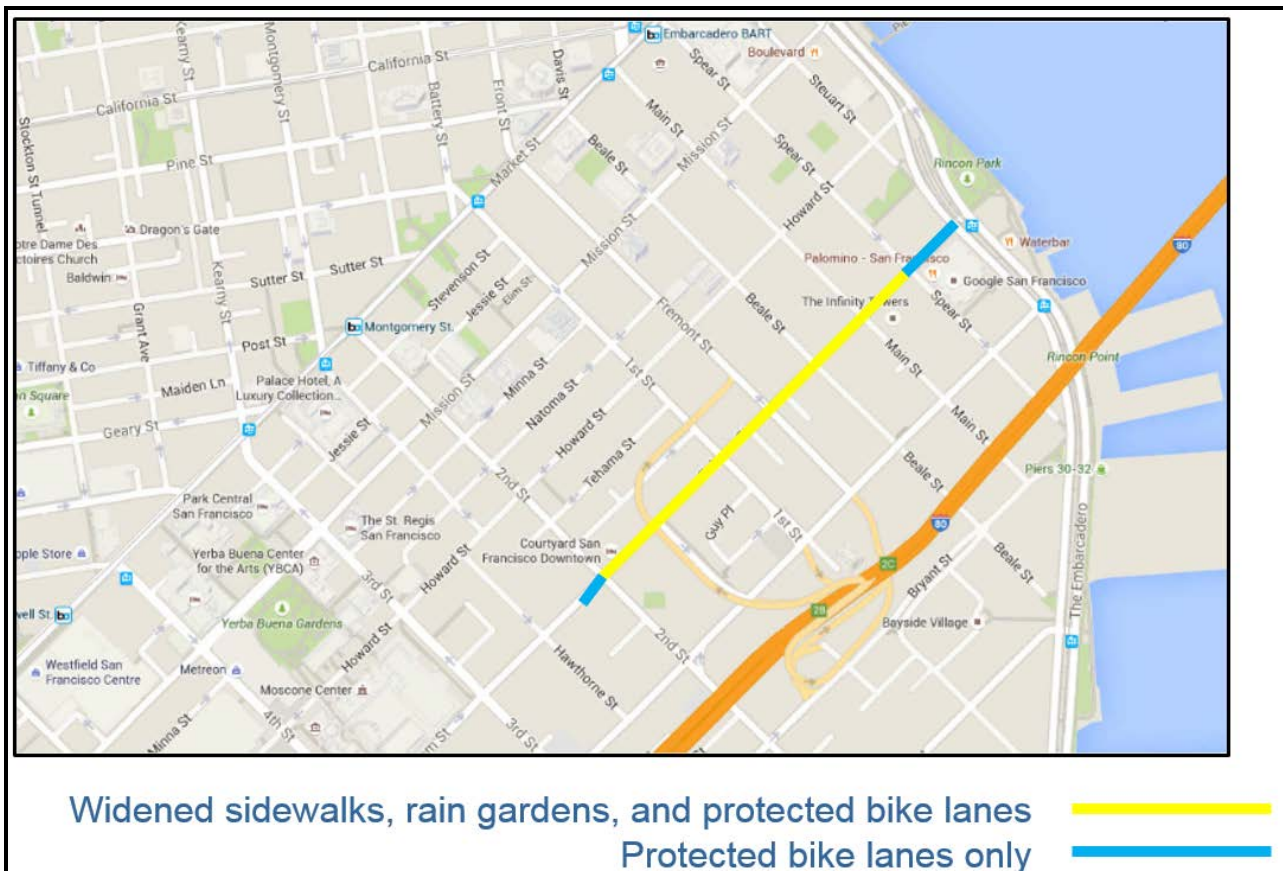 Embarcadero BART
Boulevard
California St
California St
Kearny St
Montgomery St
Battery St
Front St
Davis St
Spear St
Steuart St
Main St
Mission St
Beale St
Market St
Spear St
Howard St
Rincon Park
Stockton St Tunnel
Pine St
Dragon's Gate
Baldwin
Sutter St
Sutter St
Kearny St
Grant Ave
Stevenson St
Jessie St
Elim St
Mission St
Waterbar
80
Palomino - San Francisco
Google San Francisco
The Infinity Towers
Spear St
Montgomery St.
Post St
Tiffany & Co
Maiden Ln
Palace Hotel, A
Luxury Collection...
Geary St
Jessie St
Mission St
Minna St
Natoma St
Howard St
Tehama St
1st St
Fremont St
Beale St
Main St
Rincon Point
Main St
2nd St
Park Central
San Francisco
The St. Regis
San Francisco
Yerba Buena Center
for the Arts (YBCA)
Courtyard San
Francisco Downtown
Guy Pl
1st St
Beale St
Piers 30-32
80
2C
2B
Bryant St
Beale St
The Embarcadero
Bayside Village
3rd St
Howard St
Yerba Buena Gardens
Howard St
Westfield San
Francisco Centre
Metreon
Moscone Center
4th St
Minna St
Hawthorne St
2nd St
3rd St
Widened sidewalks, rain gardens, and protected bike lanes
Protected bike lanes only